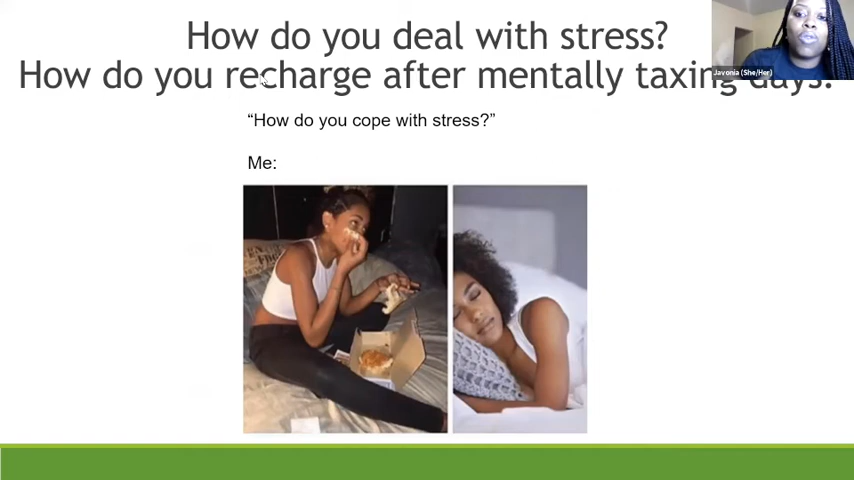 How do you deal with stress?
How do you recharge after mentally taxing days?
Javonia (She/Her)
“How do you cope with stress?”
Me: